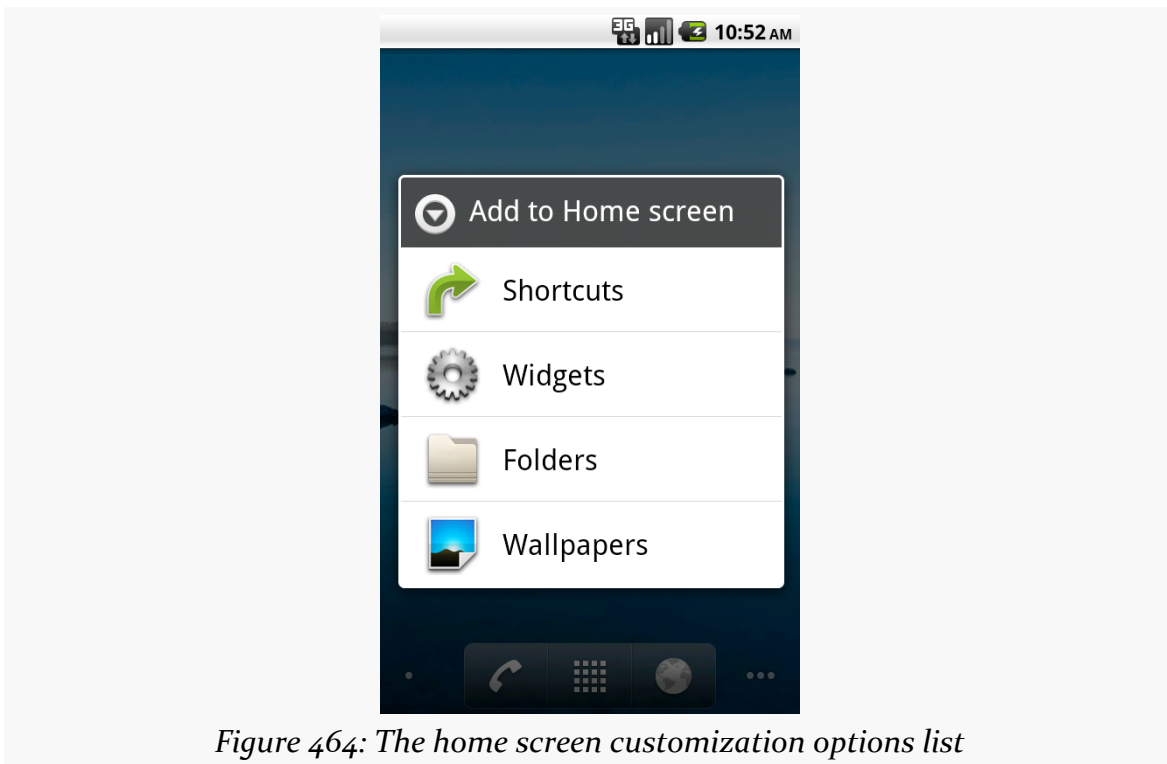 3G 10:52 AM
Add to Home screen
Shortcuts
Widgets
Folders
Wallpapers
Figure 464: The home screen customization options list